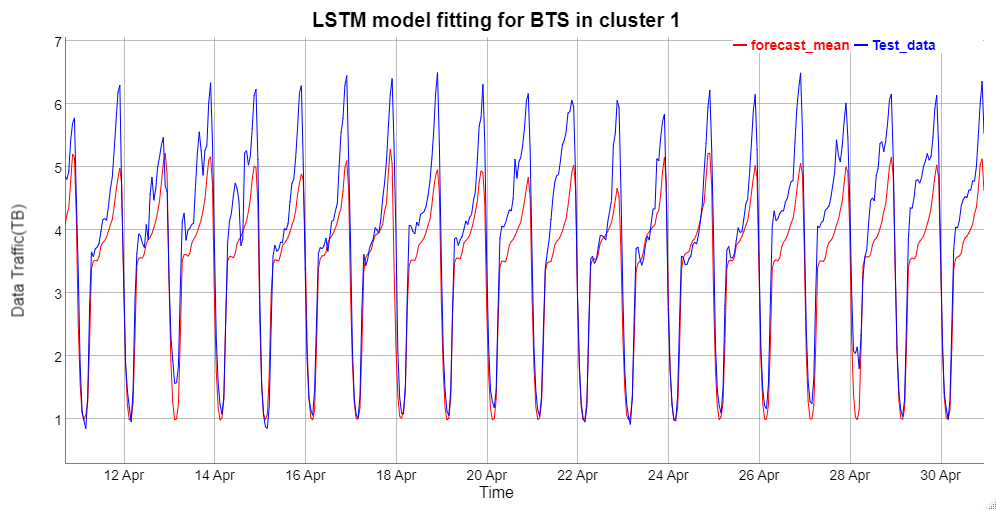 LSTM model fitting for BTS in cluster 1
forecast_mean Test_data
Data Traffic(TB)
7
6
5
4
3
2
1
12 Apr 14 Apr 16 Apr 18 Apr 20 Apr 22 Apr 24 Apr 26 Apr 28 Apr 30 Apr
Time